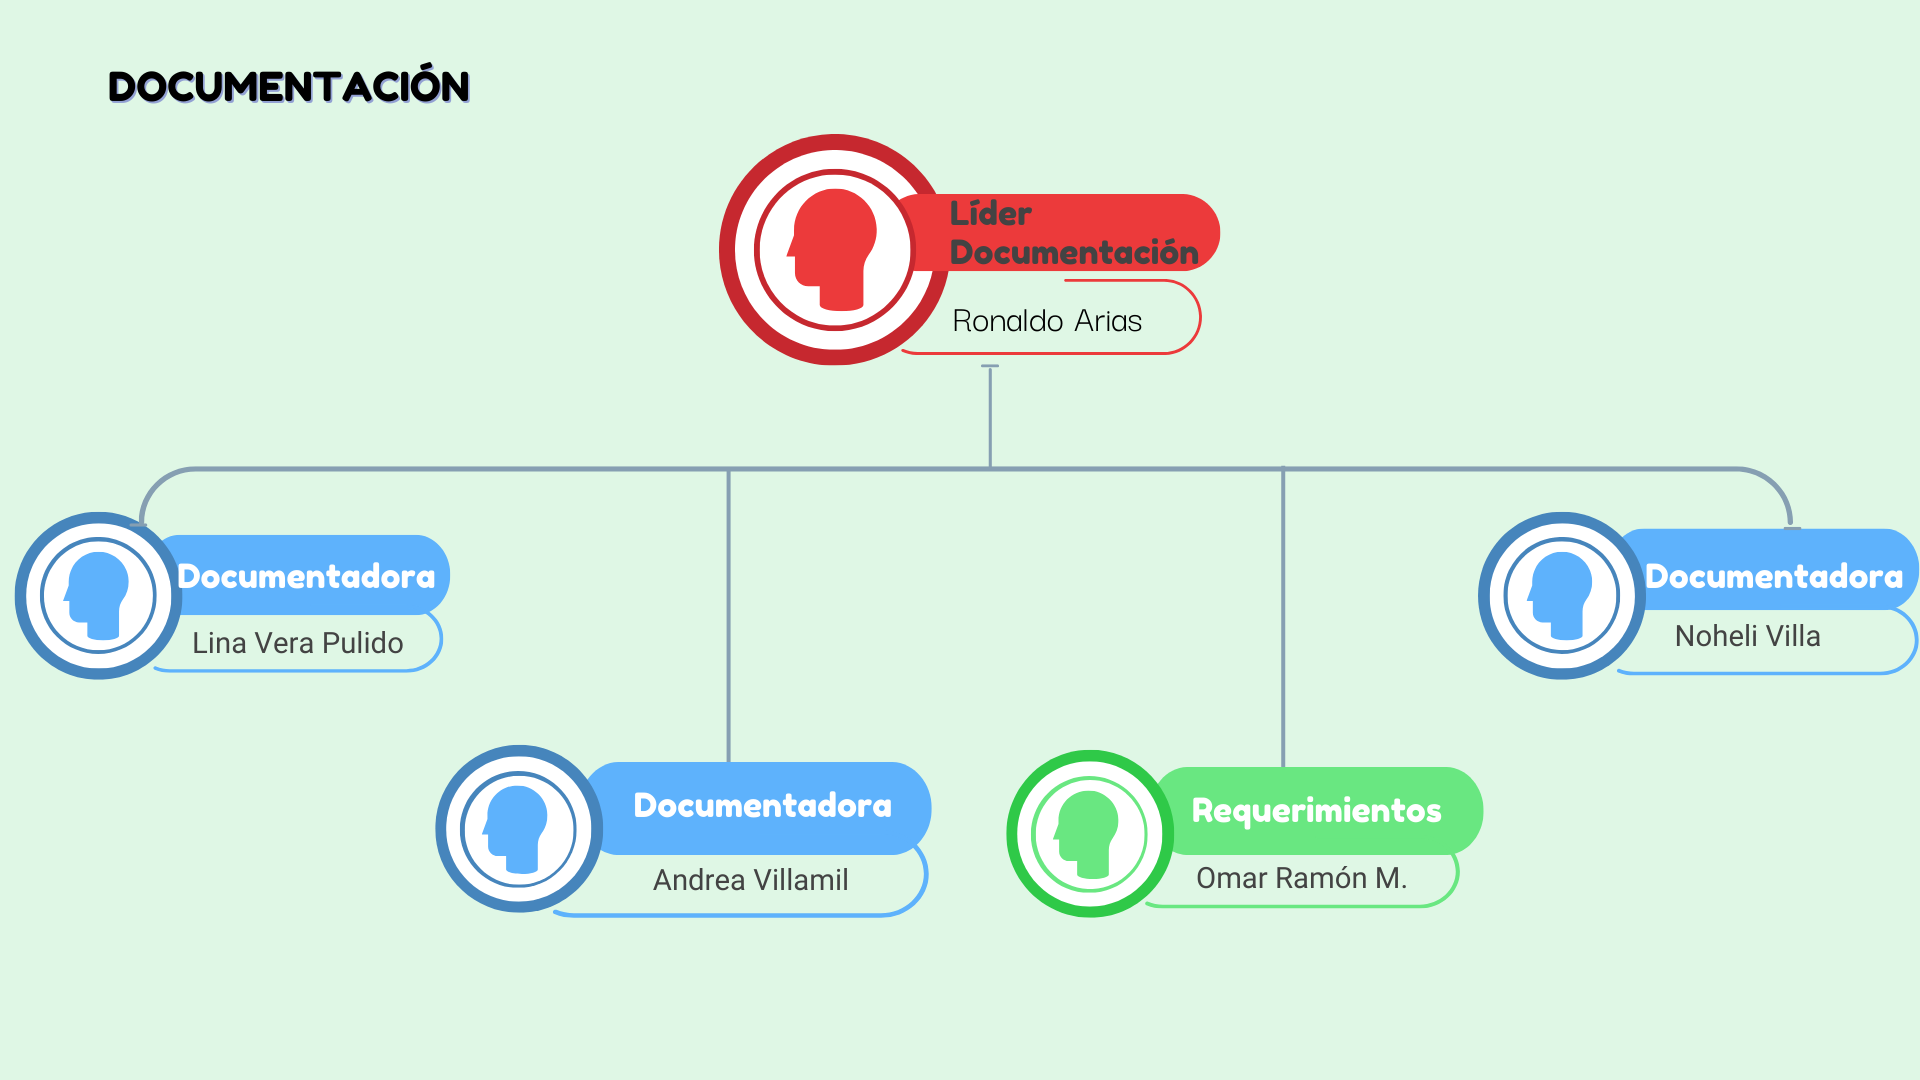 DOCUMENTACIÓN
Líder
Documentación
Ronaldo Arias
Documentadora
Lina Vera Pulido
Documentadora
Noheli Villa
Documentadora
Andrea Villamil
Requerimientos
Omar Ramón M.